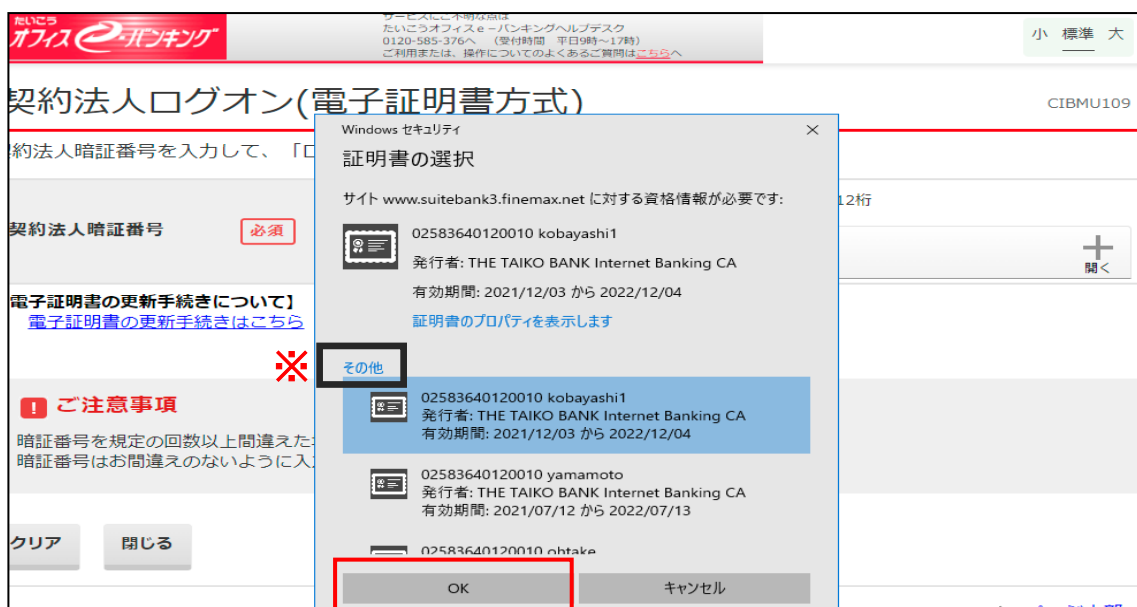 たいこう
オフィスe-バンキング
サービスにご不明な点は
たいこうオフィスe－バンキングヘルプデスク
0120-585-376へ （受付時間 平日9時～17時）
ご利用または、操作についてのよくあるご質問はこちらへ
小 標準 大
契約法人ログオン(電子証明書方式)
CIBMU109
約法人暗証番号を入力して、「ロ
12桁
契約法人暗証番号
必須
開く
電子証明書の更新手続きについて】
電子証明書の更新手続きはこちら
※
ご注意事項
暗証番号を規定の回数以上間違えた
暗証番号はお間違えのないように入
クリア
閉じる
Windows セキュリティ
証明書の選択
サイト www.suitebank3.finemax.net に対する資格情報が必要です:
02583640120010 kobayashi1
発行者: THE TAIKO BANK Internet Banking CA
有効期間: 2021/12/03 から 2022/12/04
証明書のプロパティを表示します
その他
02583640120010 kobayashi1
発行者: THE TAIKO BANK Internet Banking CA
有効期間: 2021/12/03 から 2022/12/04
02583640120010 yamamoto
発行者: THE TAIKO BANK Internet Banking CA
有効期間: 2021/07/12 から 2022/07/13
02583640120010 ohtake
OK
キャンセル